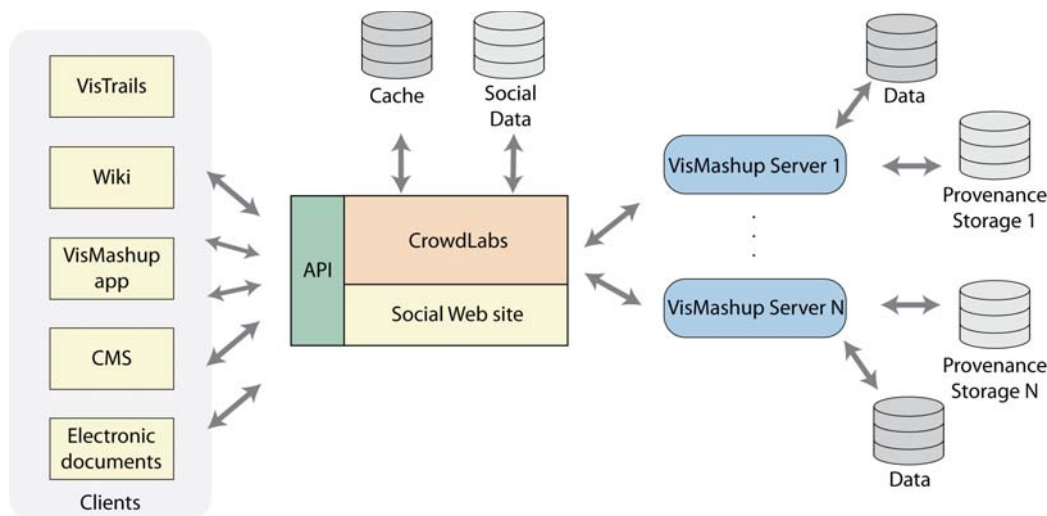 VisTrails
Wiki
VisMashup
app
CMS
Electronic
documents
Clients
Cache
Social
Data
API
CrowdLabs
Social Web site
VisMashup Server 1
VisMashup Server N
Data
Provenance
Storage 1
Provenance
Storage N
Data